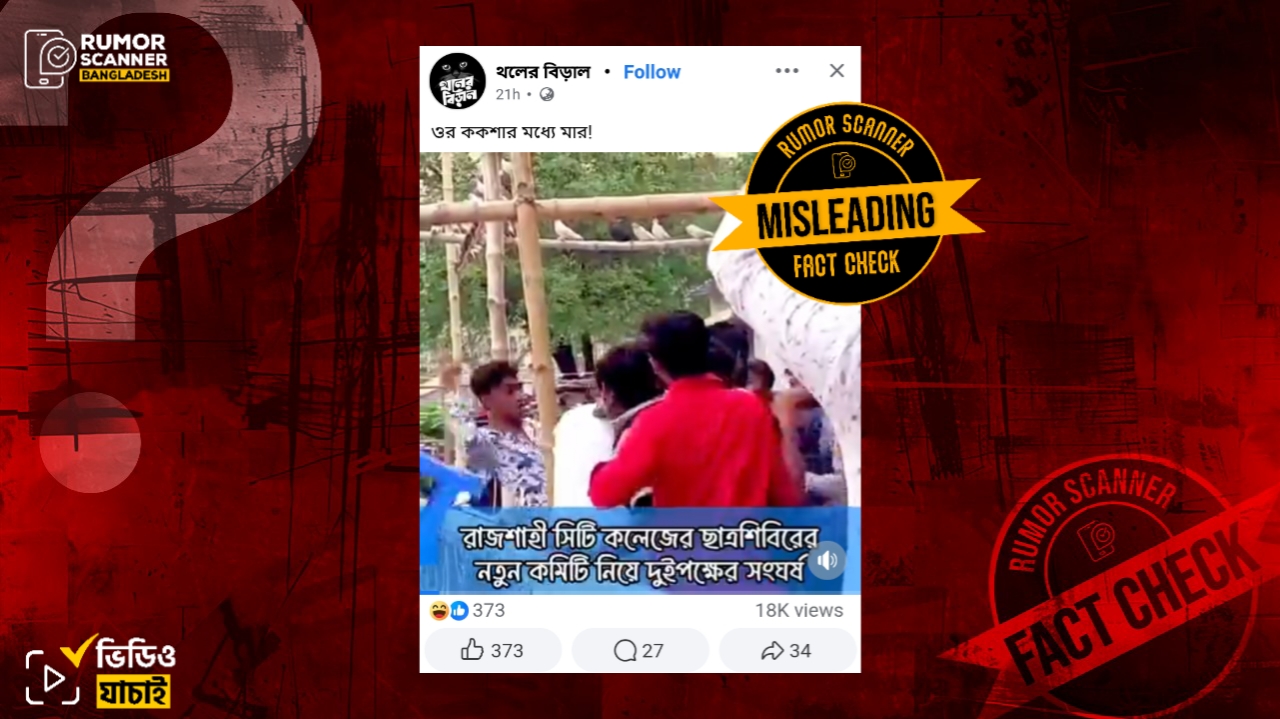 RUMOR
SCANNER
BANGLADESH
থলের বিড়াল • Follow
থলের
বিড়াল
21h •
ওর ককশার মধ্যে মার!
RUMOR SCANNER
MISLEADING
FACT CHECK
রাজশাহী সিটি কলেজের ছাত্রশিবিরের
নতুন কমিটি নিয়ে দুইপক্ষের সংঘর্ষ
373
18K views
373
27
34
RUMOR SCANNER
FACT CHECK
ভিডিও
যাচাই